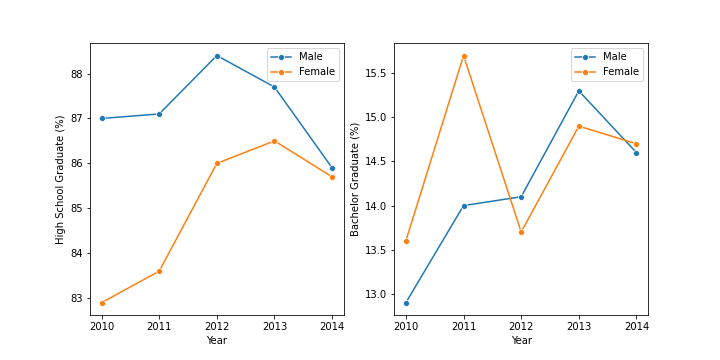 Male
Female
88
87
86
85
84
83
High School Graduate (%)
2010 2011 2012 2013 2014
Year
Male
Female
15.5
15.0
14.5
14.0
13.5
13.0
Bachelor Graduate (%)
2010 2011 2012 2013 2014
Year